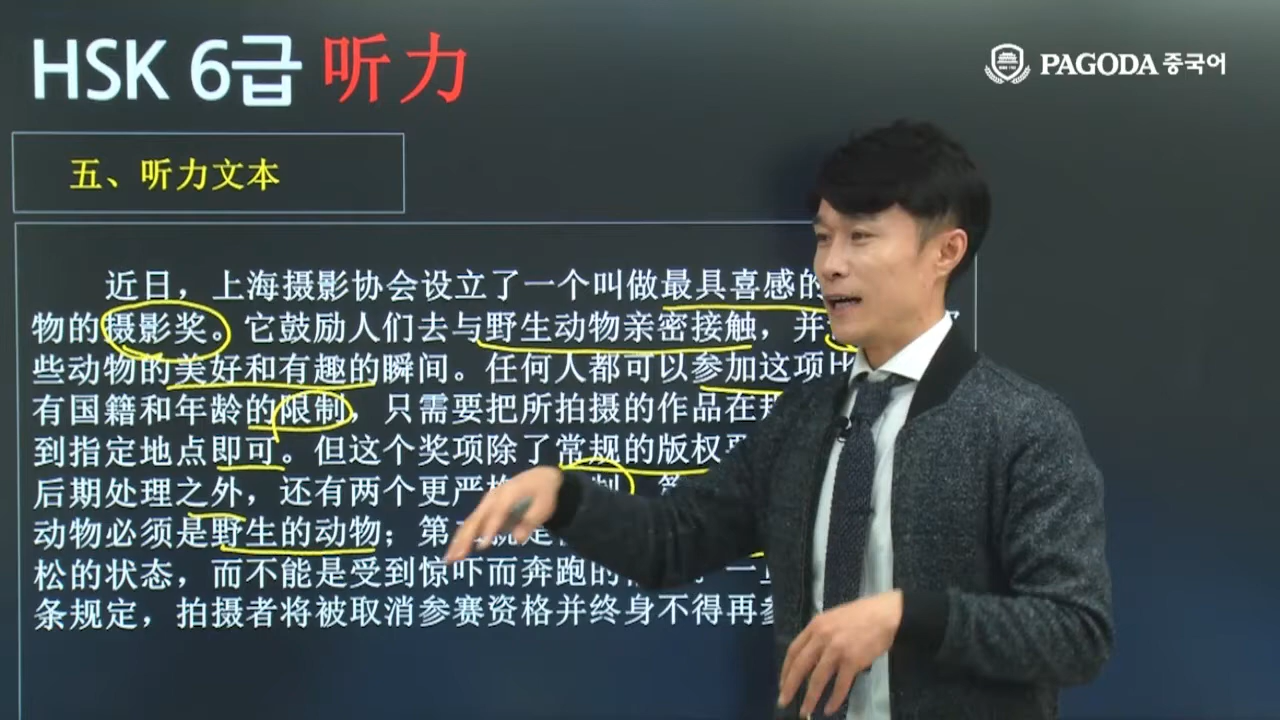 HSK 6급 听力
PAGODA 중국어
五、听力文本
近日，上海摄影协会设立了一个叫做最具喜感的
物的摄影奖。它鼓励人们去与野生动物亲密接触，并
些动物的美好和有趣的瞬间。任何人都可以参加这项比
有国籍和年龄的限制，只需要把所拍摄的作品在规
到指定地点即可。但这个奖项除了常规的版权
后期处理之外，还有两个更严格
动物必须是野生的动物；第
松的状态，而不能是受到惊吓而奔跑的
条规定，拍摄者将被取消参赛资格并终身不得再参